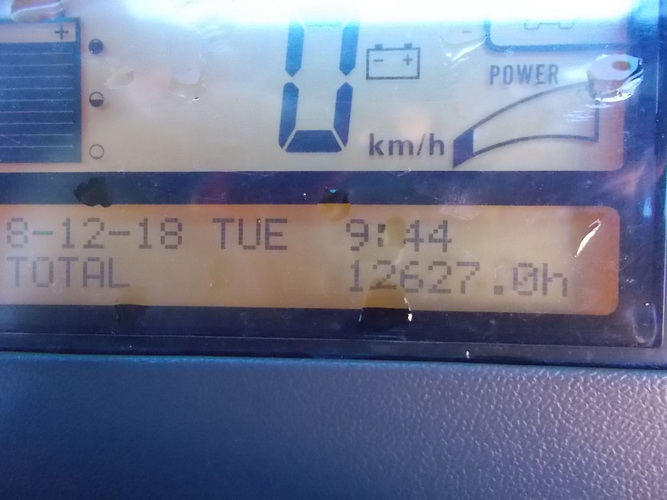 +
0
- +
POWER
km/h
8-12-18 TUE 9:44
TOTAL 12627.0h